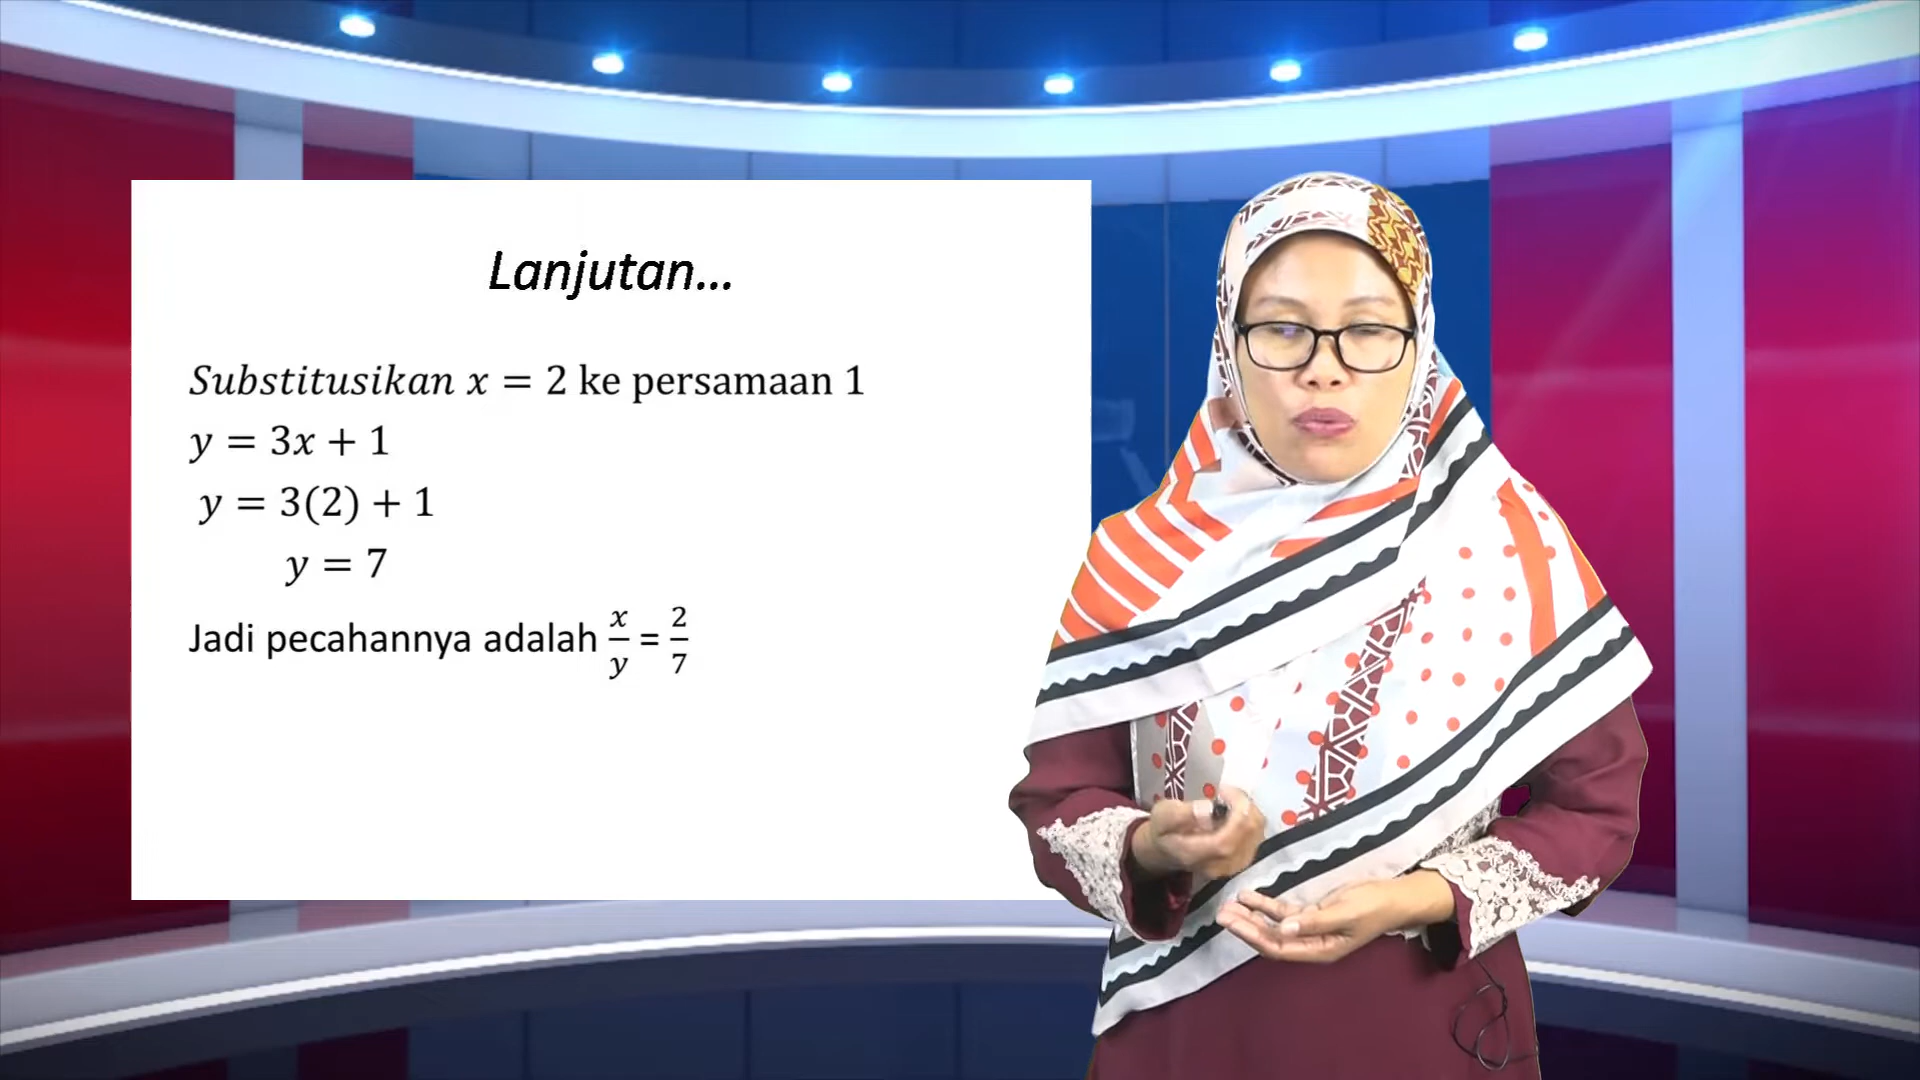 Lanjutan...
Substitusikan x = 2 ke persamaan 1
y = 3x + 1
y = 3(2) + 1
y = 7
Jadi pecahannya adalah x/y = 2/7